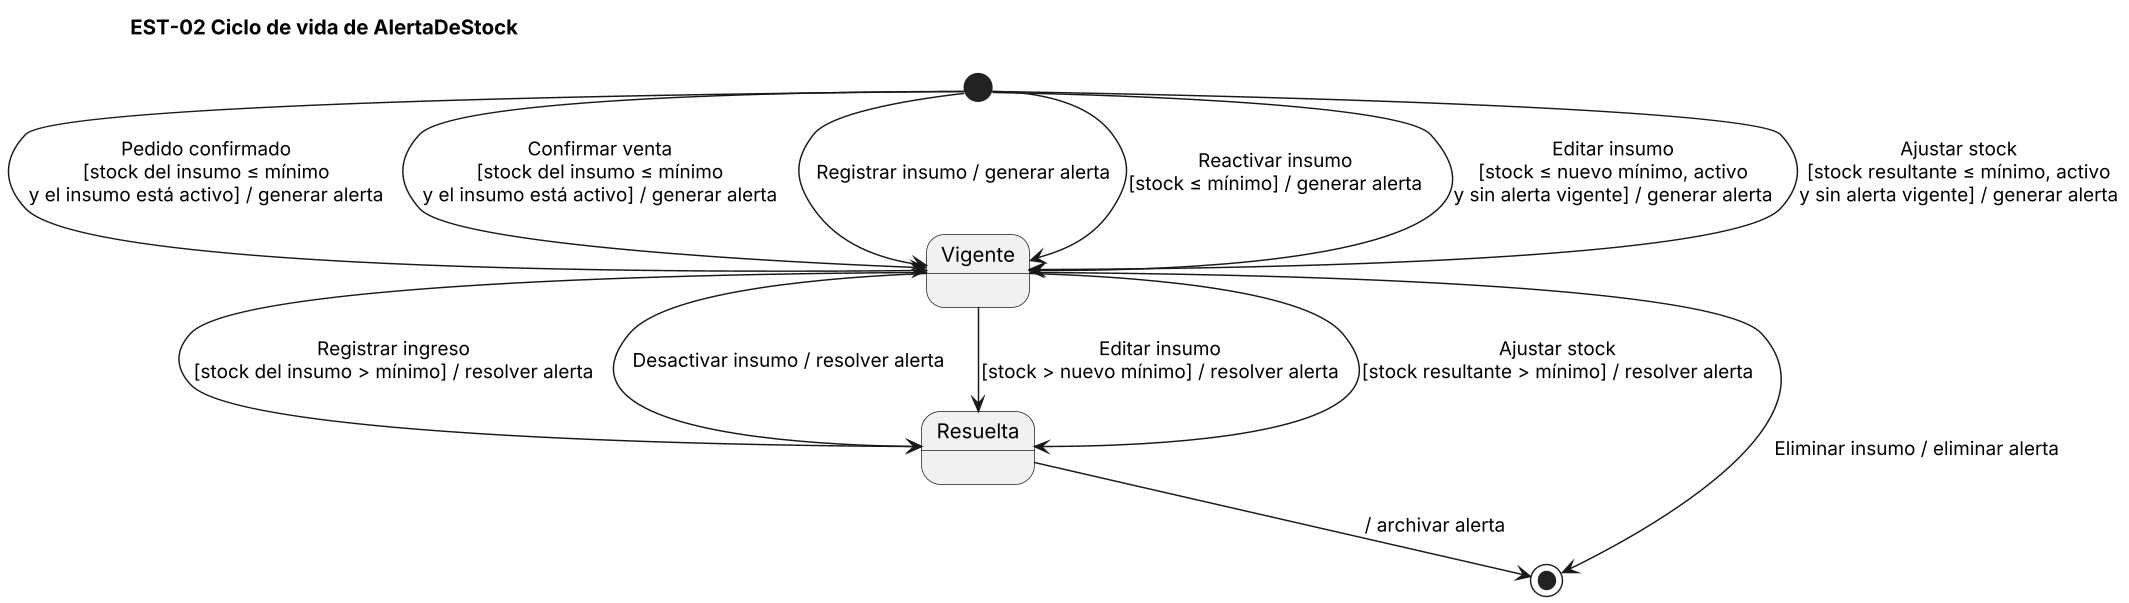 EST-02 Ciclo de vida de AlertaDeStock
Pedido confirmado
[stock del insumo ≤ mínimo
y el insumo está activo] / generar alerta
Confirmar venta
[stock del insumo ≤ mínimo
y el insumo está activo] / generar alerta
Registrar insumo / generar alerta
Reactivar insumo
[stock ≤ mínimo] / generar alerta
Editar insumo
[stock ≤ nuevo mínimo, activo
y sin alerta vigente] / generar alerta
Ajustar stock
[stock resultante ≤ mínimo, activo
y sin alerta vigente] / generar alerta
Vigente
Registrar ingreso
[stock del insumo > mínimo] / resolver alerta
Desactivar insumo / resolver alerta
Editar insumo
[stock > nuevo mínimo] / resolver alerta
Ajustar stock
[stock resultante > mínimo] / resolver alerta
Eliminar insumo / eliminar alerta
Resuelta
/ archivar alerta